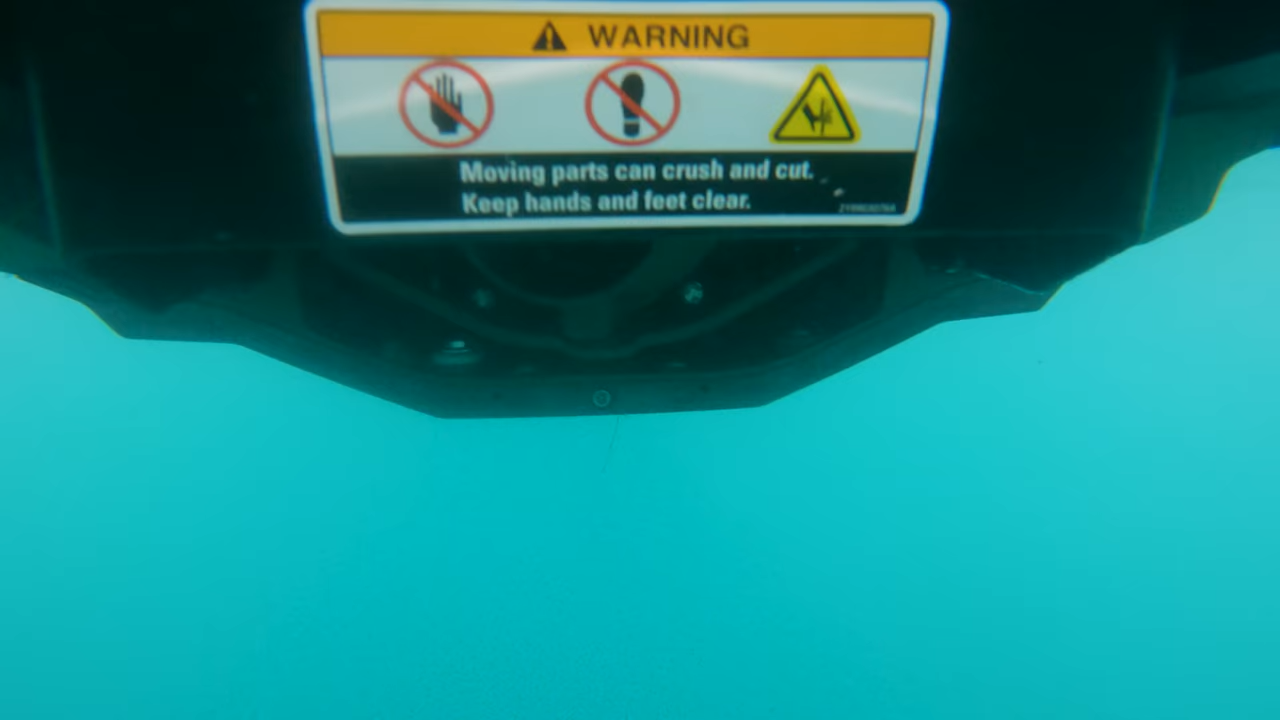 WARNING
Moving parts can crush and cut.
Keep hands and feet clear.